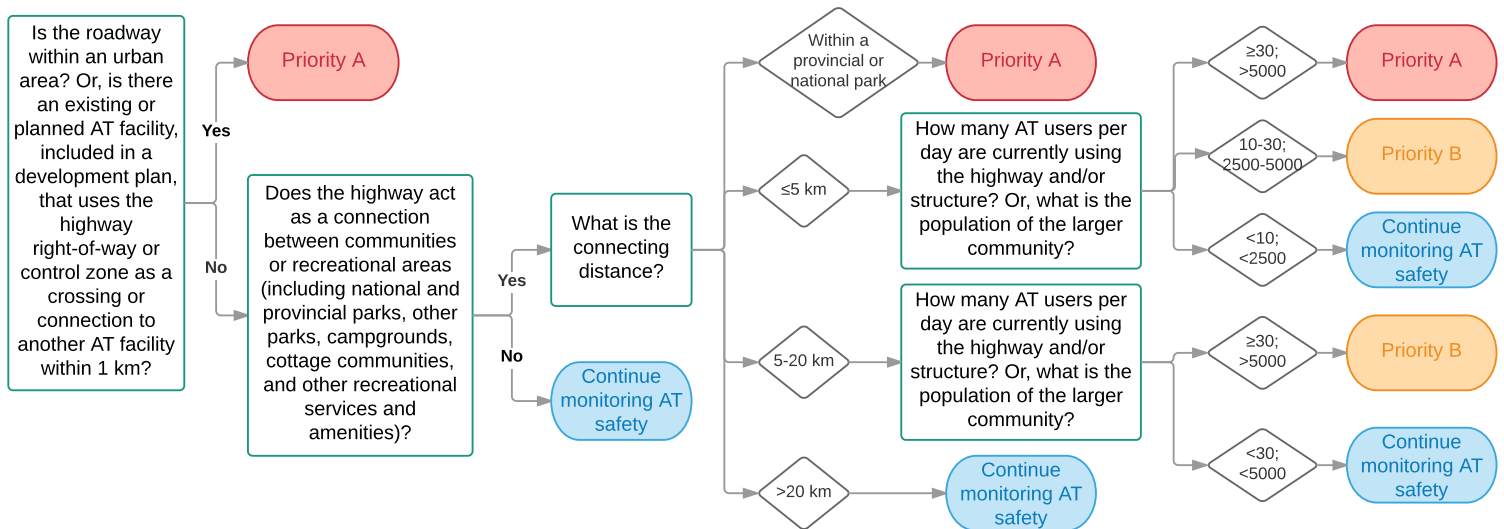 Is the roadway
within an urban
area? Or, is there
an existing or
planned AT facility,
included in a
development plan,
that uses the
highway
right-of-way or
control zone as a
crossing or
connection to
another AT facility
within 1 km?
Yes
No
Priority A
Does the highway act
as a connection
between communities
or recreational areas
(including national and
provincial parks, other
parks, campgrounds,
cottage communities,
and other recreational
services and
amenities)?
Yes
No
What is the
connecting
distance?
Continue
monitoring AT
safety
Within a
provincial or
national park
Priority A
≤5 km
How many AT users per
day are currently using
the highway and/or
structure? Or, what is the
population of the larger
community?
≥30;
>5000
Priority A
10-30;
2500-5000
Priority B
<10;
<2500
Continue
monitoring AT
safety
5-20 km
How many AT users per
day are currently using
the highway and/or
structure? Or, what is the
population of the larger
community?
≥30;
>5000
Priority B
<30;
<5000
Continue
monitoring AT
safety
>20 km
Continue
monitoring AT
safety